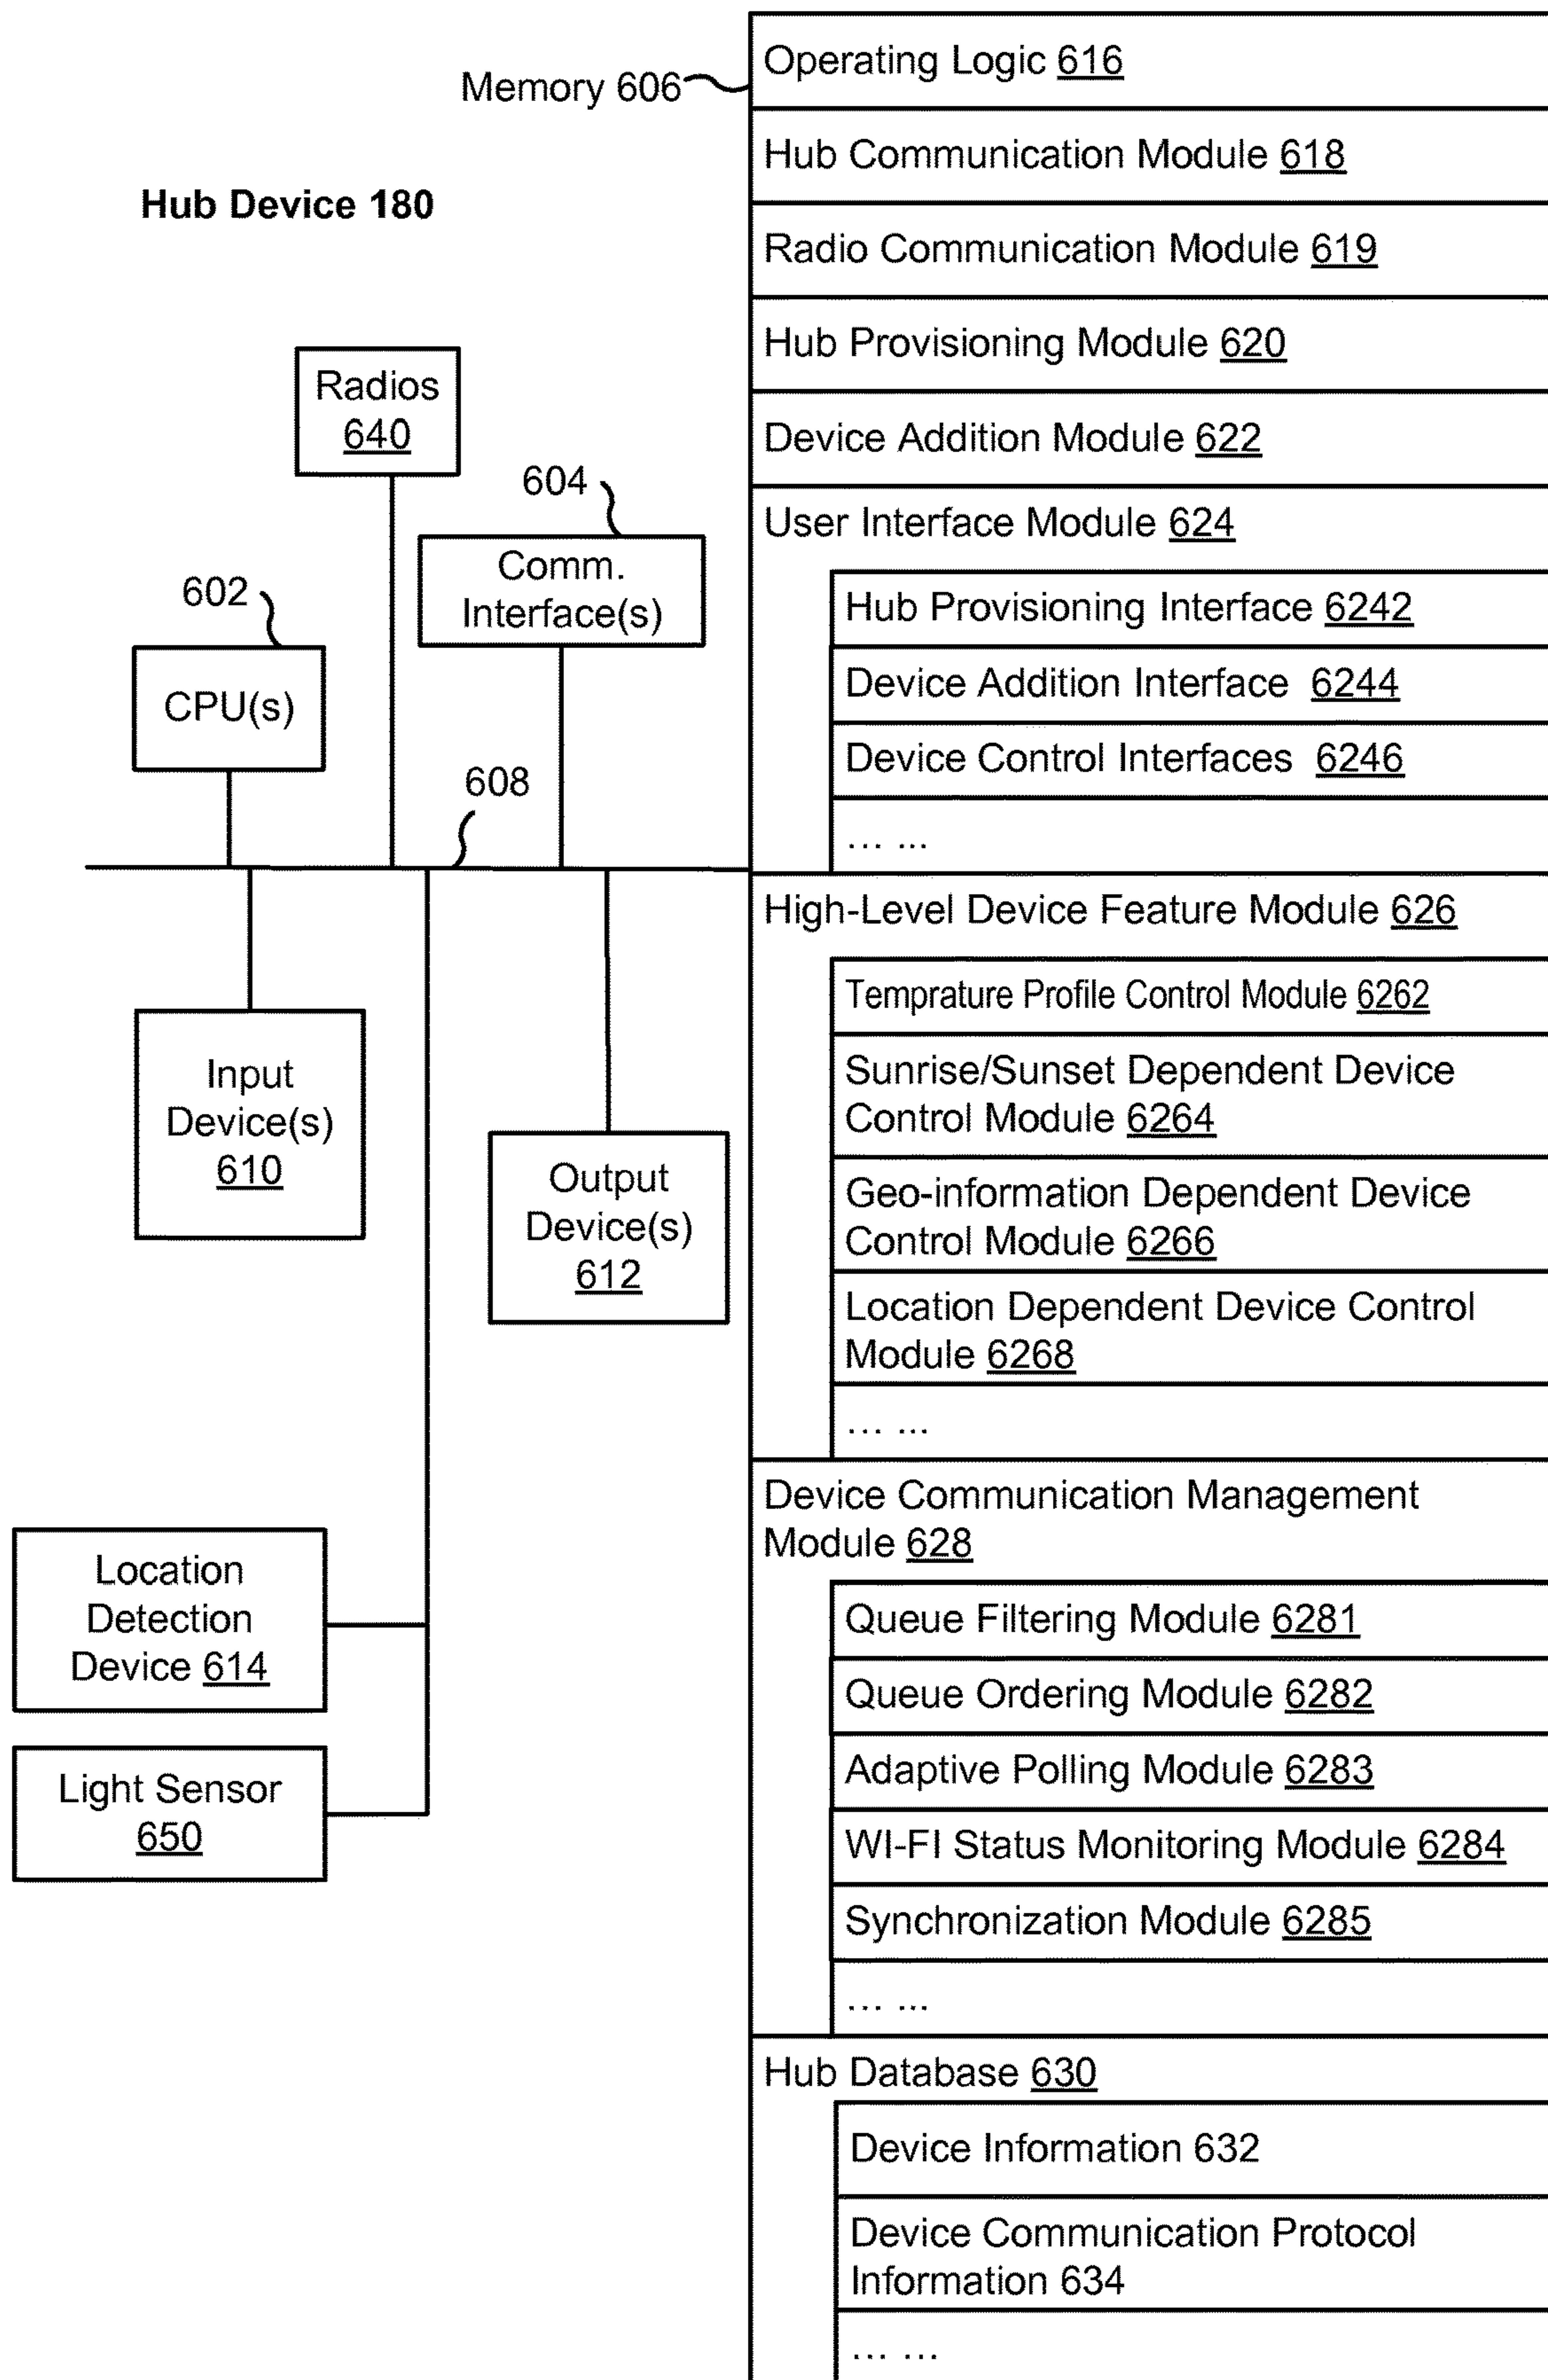 Hub Device 180
Memory 606
Radios
640
604
Comm.
Interface(s)
602
CPU(s)
608
Input
Device(s)
610
Output
Device(s)
612
Location
Detection
Device 614
Light Sensor
650
Operating Logic 616
Hub Communication Module 618
Radio Communication Module 619
Hub Provisioning Module 620
Device Addition Module 622
User Interface Module 624
Hub Provisioning Interface 6242
Device Addition Interface 6244
Device Control Interfaces 6246
... ...
High-Level Device Feature Module 626
Temprature Profile Control Module 6262
Sunrise/Sunset Dependent Device
Control Module 6264
Geo-information Dependent Device
Control Module 6266
Location Dependent Device Control
Module 6268
... ...
Device Communication Management
Module 628
Queue Filtering Module 6281
Queue Ordering Module 6282
Adaptive Polling Module 6283
WI-FI Status Monitoring Module 6284
Synchronization Module 6285
... ...
Hub Database 630
Device Information 632
Device Communication Protocol
Information 634
... ...